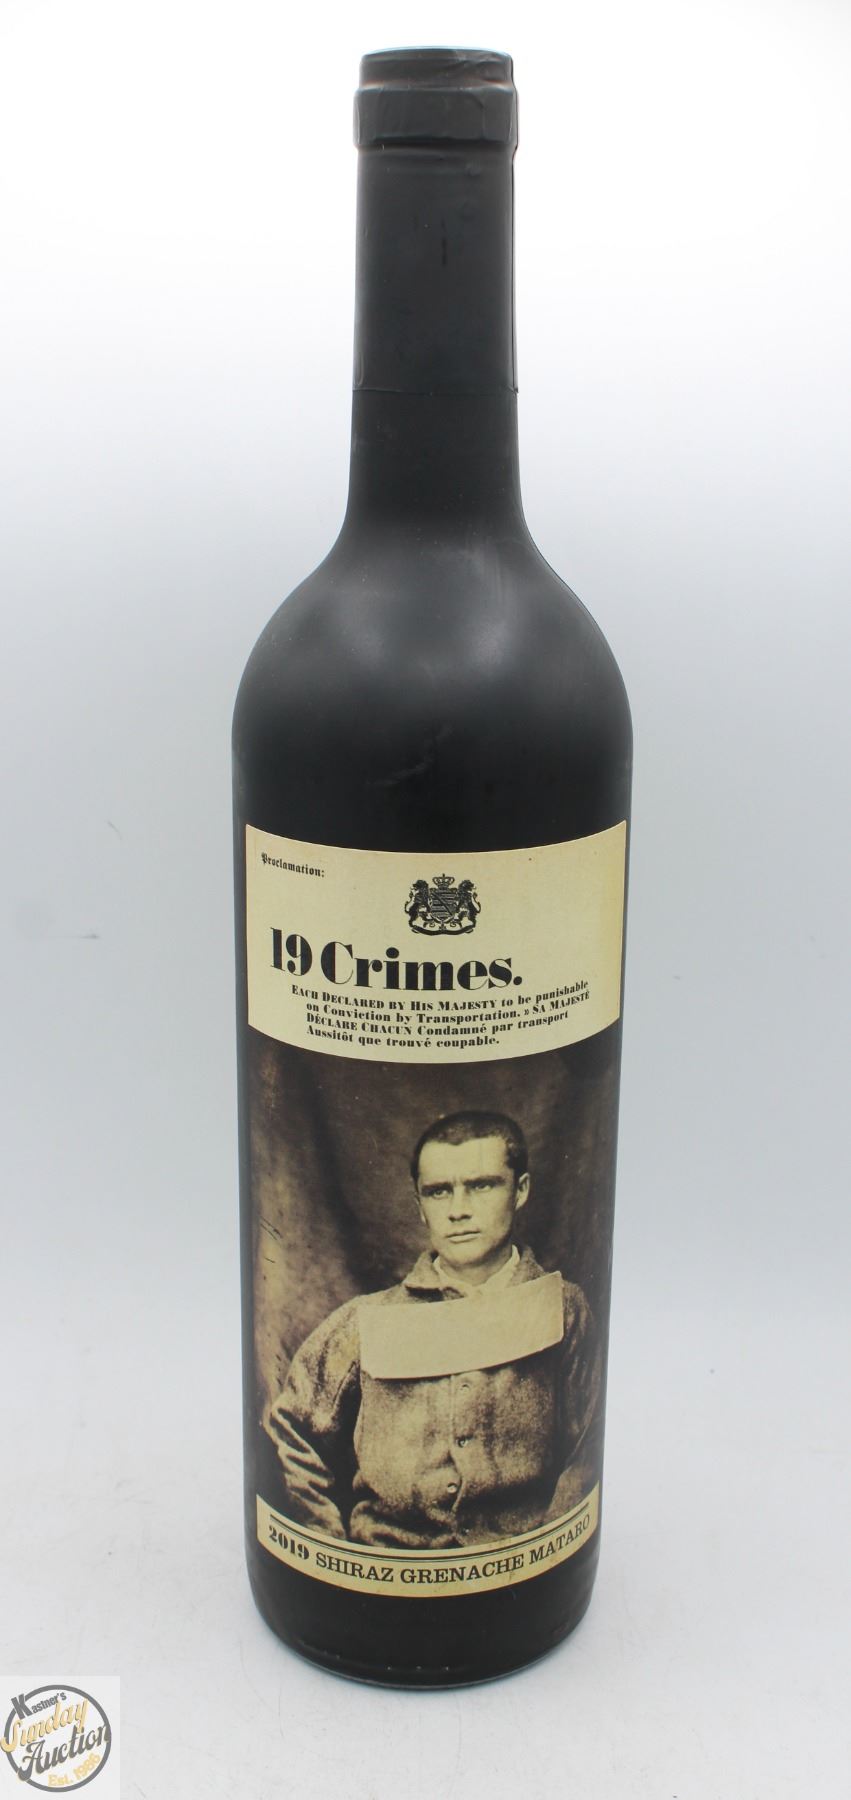 Proclamation:
19 Crimes.
EACH DECLARED BY HIS MAJESTY to be punishable
on Conviction by Transportation. » SA MAJESTÉ
DÉCLARE CHACUN Condamné par transport
Aussitôt que trouvé coupable.
2019 SHIRAZ GRENACHE MATARO
Kastner's
Sunday
Auction
Est. 1986